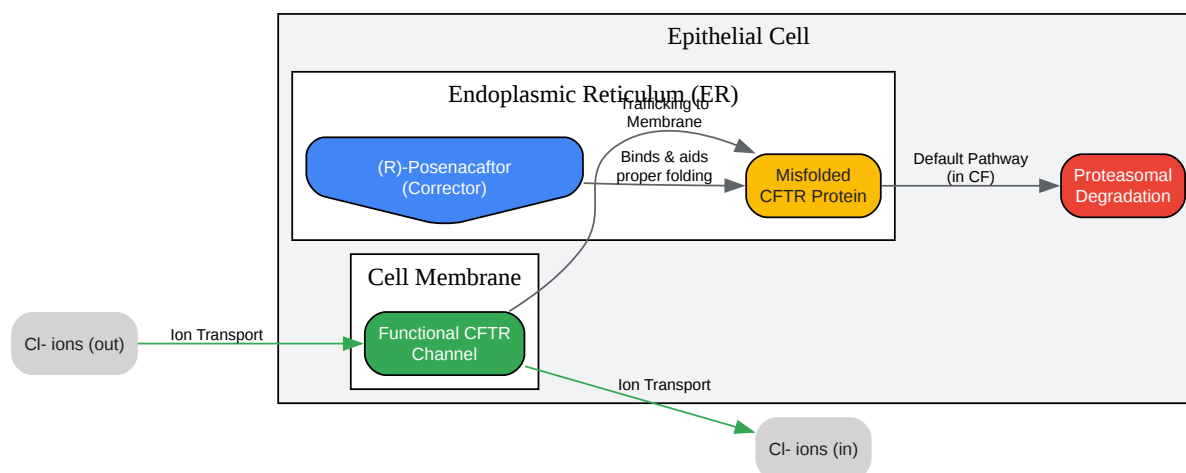 Epithelial Cell
Endoplasmic Reticulum (ER)
Trafficking to
Membrane
(R)-Posenacaftor
(Corrector)
Binds & aids
proper folding
Misfolded
CFTR Protein
Default Pathway
(in CF)
Proteasomal
Degradation
Cell Membrane
Cl- ions (out)
Ion Transport
Functional CFTR
Channel
Ion Transport
Cl- ions (in)